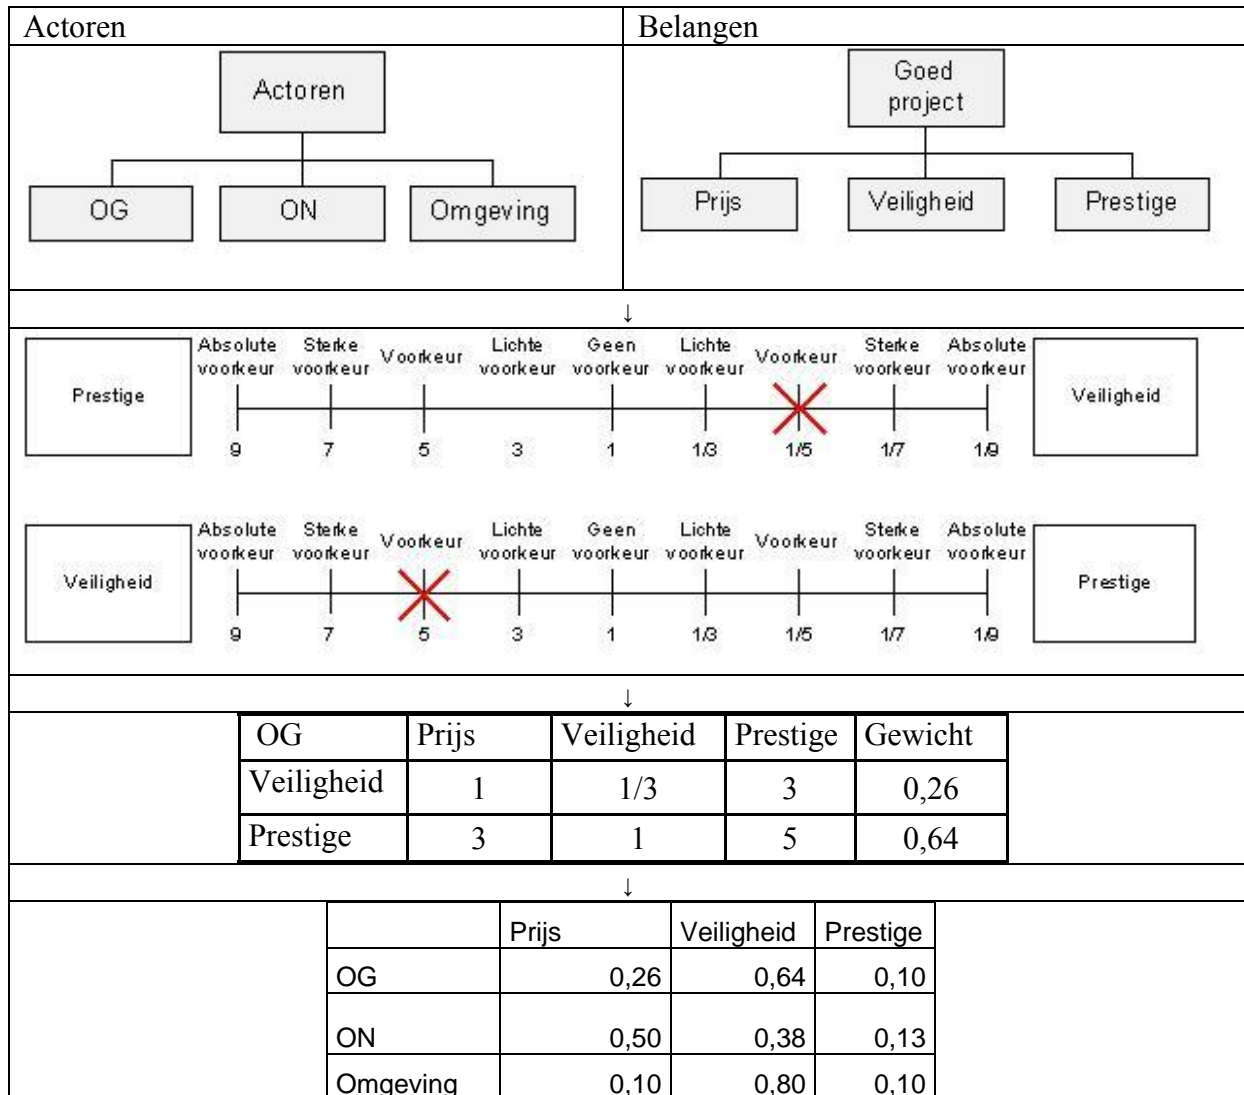 Actoren Belangen
Actoren
OG ON Omgeving
Goed
project
Prijs Veiligheid Prestige
↓
Absolute Sterke Voorkeur Lichte Geen Lichte Voorkeur Sterke Absolute
voorkeur voorkeur voorkeur voorkeur voorkeur voorkeur voorkeur
Prestige Veiligheid
9 7 5 3 1 1/3 1/5 1/7 1/9
Absolute Sterke Voorkeur Lichte Geen Lichte Voorkeur Sterke Absolute
voorkeur voorkeur voorkeur voorkeur voorkeur voorkeur voorkeur
Veiligheid Prestige
9 7 5 3 1 1/3 1/5 1/7 1/9
↓
OG Prijs Veiligheid Prestige Gewicht
Veiligheid 1 1/3 3 0,26
Prestige 3 1 5 0,64
↓
Prijs Veiligheid Prestige
OG 0,26 0,64 0,10
ON 0,50 0,38 0,13
Omgeving 0,10 0,80 0,10